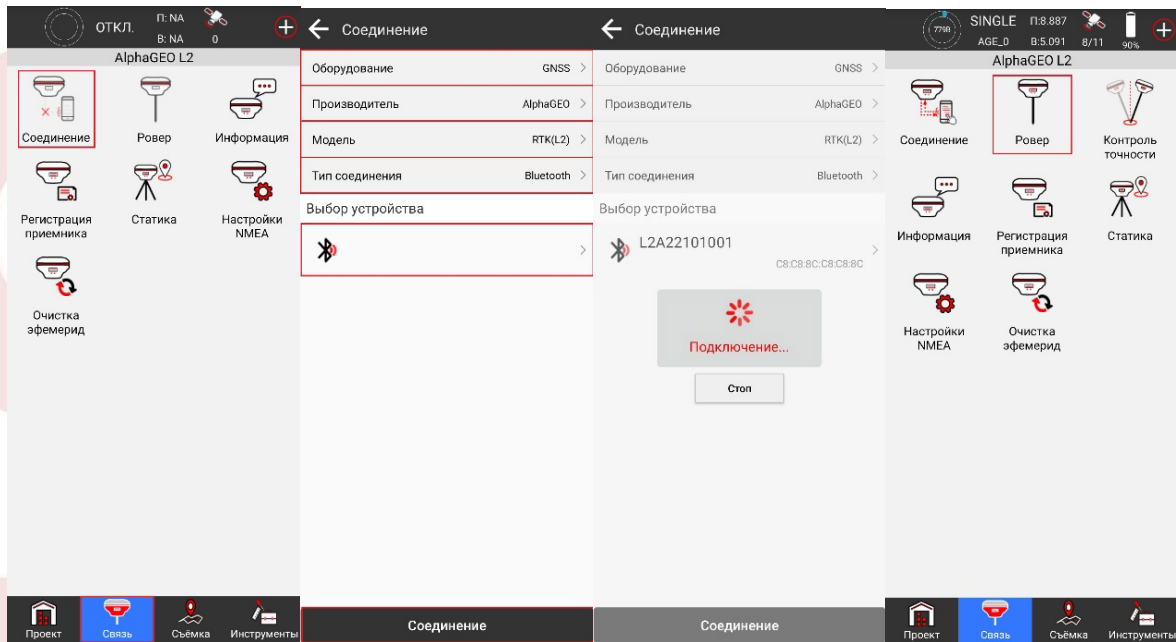 ОТКЛ.
П: NA
В: NA
0
AlphaGEO L2
Соединение
Ровер
Информация
Регистрация
приемника
Статика
Настройки
NMEA
Очистка
эфемерид
Проект
Связь
Съёмка
Инструменты
Соединение
Оборудование GNSS
Производитель AlphaGEO
Модель RTK(L2)
Тип соединения Bluetooth
Выбор устройства
Соединение
Соединение
Оборудование GNSS
Производитель AlphaGEO
Модель RTK(L2)
Тип соединения Bluetooth
Выбор устройства
L2A22101001
C8:C8:8C:C8:C8:8C
Подключение...
Стоп
Соединение
779B
SINGLE П:8.887
AGE_0 В:5.091 8/11 90%
AlphaGEO L2
Соединение
Ровер
Контроль
точности
Информация
Регистрация
приемника
Статика
Настройки
NMEA
Очистка
эфемерид
Проект
Связь
Съёмка
Инструмен